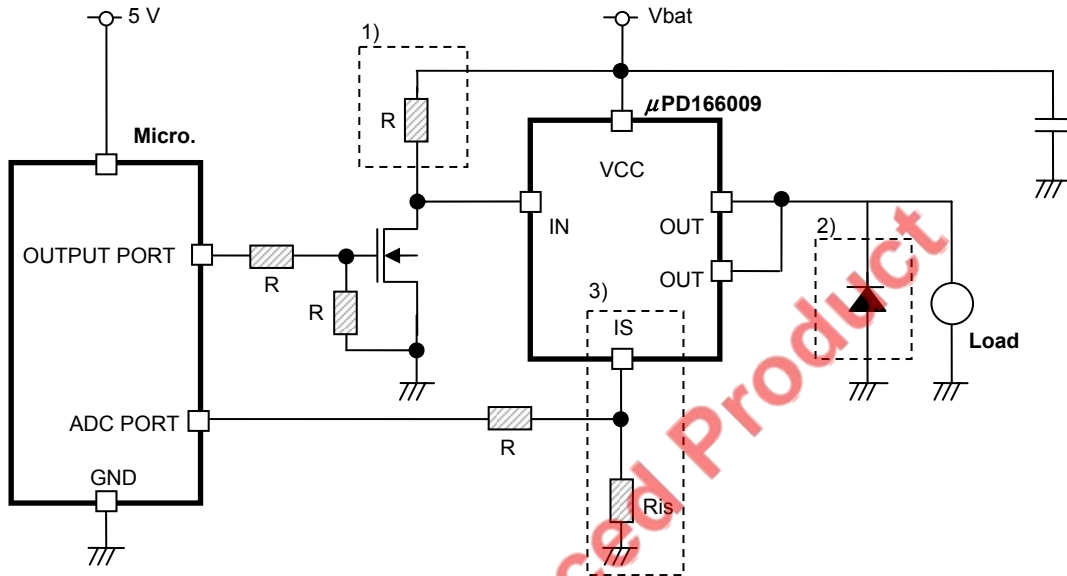 5 V
Vbat
1)
R
µPD166009
Micro.
VCC
IN
OUT
OUTPUT PORT
R
2)
OUT
R
3)
IS
Load
ADC PORT
R
GND
Ris
ced Product